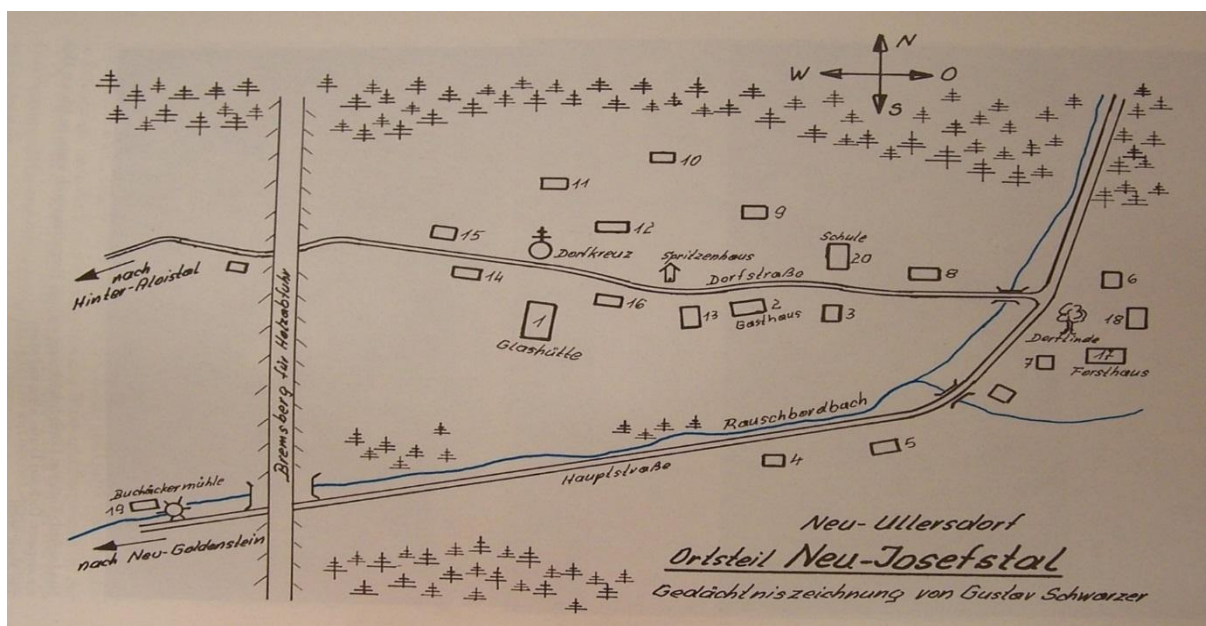 N
W
O
S
10
11
9
12
15
Dorfkreuz
Spritzenhaus
Schule
20
14
Dorfstraße
8
nach
Hinter-Aloistal
6
16
13
2
Gasthaus
3
1
Glashütte
18
Dorflinde
7
17
Forsthaus
Bremsberg für Holzabfuhr
Rauschbordbach
Hauptstraße
4
5
Buchäckermühle
19
nach Neu-Goldenstein
Neu-Ullersdorf
Ortsteil Neu-Josefstal
Gedächtniszeichnung von Gustav Schwarzer